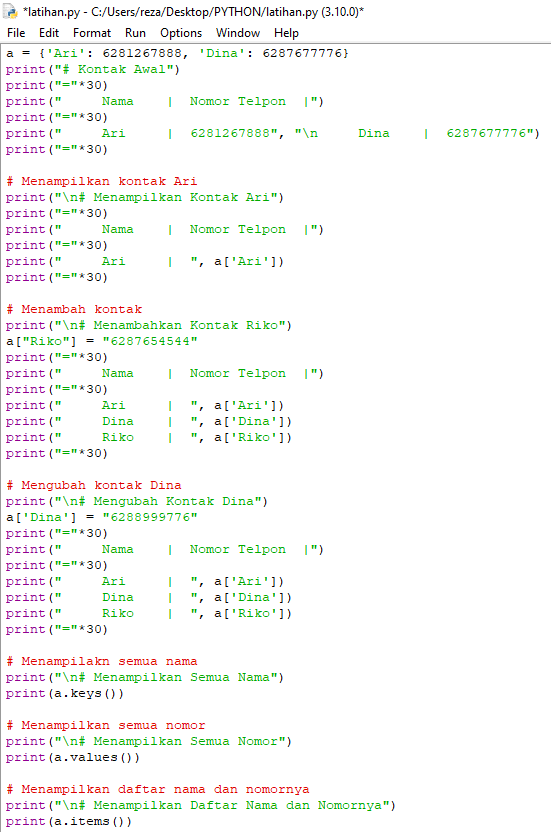 *latihan.py - C:/Users/reza/Desktop/PYTHON/latihan.py (3.10.0)*
File Edit Format Run Options Window Help
a = {'Ari': 6281267888, 'Dina': 6287677776}
print("# Kontak Awal")
print("="*30)
print("     Nama    |  Nomor Telpon  |")
print("="*30)
print("     Ari     |  6281267888", "\n     Dina    |  6287677776")
print("="*30)

# Menampilkan kontak Ari
print("\n# Menampilkan Kontak Ari")
print("="*30)
print("     Nama    |  Nomor Telpon  |")
print("="*30)
print("     Ari     |  ", a['Ari'])
print("="*30)

# Menambah kontak
print("\n# Menambahkan Kontak Riko")
a["Riko"] = "6287654544"
print("="*30)
print("     Nama    |  Nomor Telpon  |")
print("="*30)
print("     Ari     |  ", a['Ari'])
print("     Dina    |  ", a['Dina'])
print("     Riko    |  ", a['Riko'])
print("="*30)

# Mengubah kontak Dina
print("\n# Mengubah Kontak Dina")
a['Dina'] = "6288999776"
print("="*30)
print("     Nama    |  Nomor Telpon  |")
print("="*30)
print("     Ari     |  ", a['Ari'])
print("     Dina    |  ", a['Dina'])
print("     Riko    |  ", a['Riko'])
print("="*30)

# Menampilakn semua nama
print("\n# Menampilkan Semua Nama")
print(a.keys())

# Menampilkan semua nomor
print("\n# Menampilkan Semua Nomor")
print(a.values())

# Menampilkan daftar nama dan nomornya
print("\n# Menampilkan Daftar Nama dan Nomornya")
print(a.items())